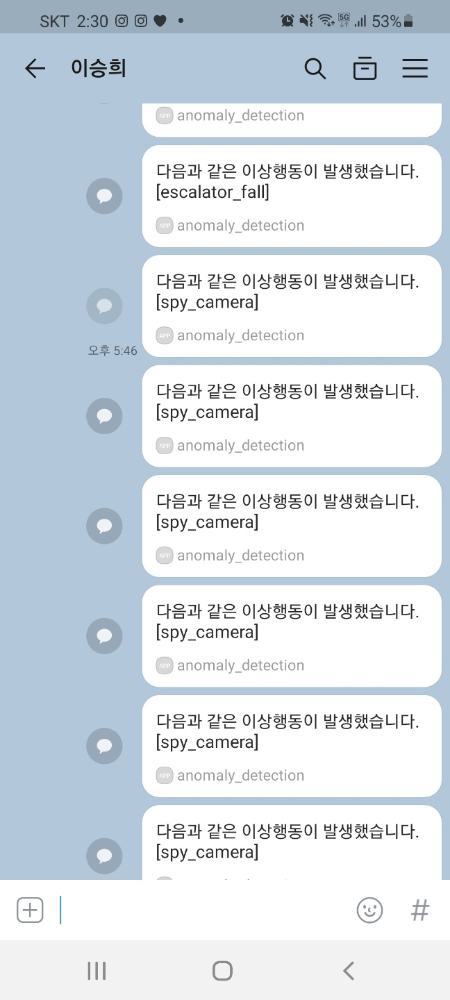 SKT 2:30 5G 53%
이승희
APP anomaly_detection
다음과 같은 이상행동이 발생했습니다.
[escalator_fall]
APP anomaly_detection
다음과 같은 이상행동이 발생했습니다.
[spy_camera]
APP anomaly_detection
오후 5:46
다음과 같은 이상행동이 발생했습니다.
[spy_camera]
APP anomaly_detection
다음과 같은 이상행동이 발생했습니다.
[spy_camera]
APP anomaly_detection
다음과 같은 이상행동이 발생했습니다.
[spy_camera]
APP anomaly_detection
다음과 같은 이상행동이 발생했습니다.
[spy_camera]
APP anomaly_detection
다음과 같은 이상행동이 발생했습니다.
[spy_camera]
#